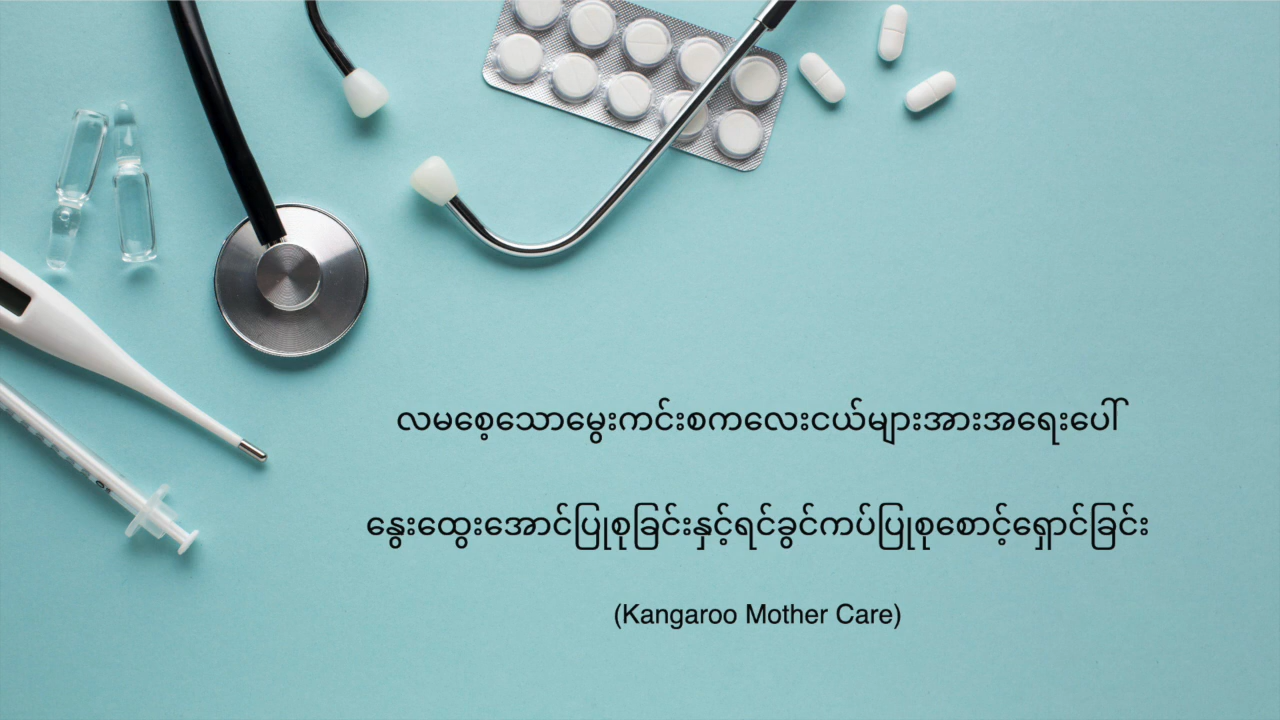 လမစေ့သောမွေးကင်းစကလေးငယ်များအားအရေးပေါ်
နွေးထွေးအောင်ပြုစုခြင်းနှင့်ရင်ခွင်ကပ်ပြုစုစောင့်ရှောင်ခြင်း
(Kangaroo Mother Care)